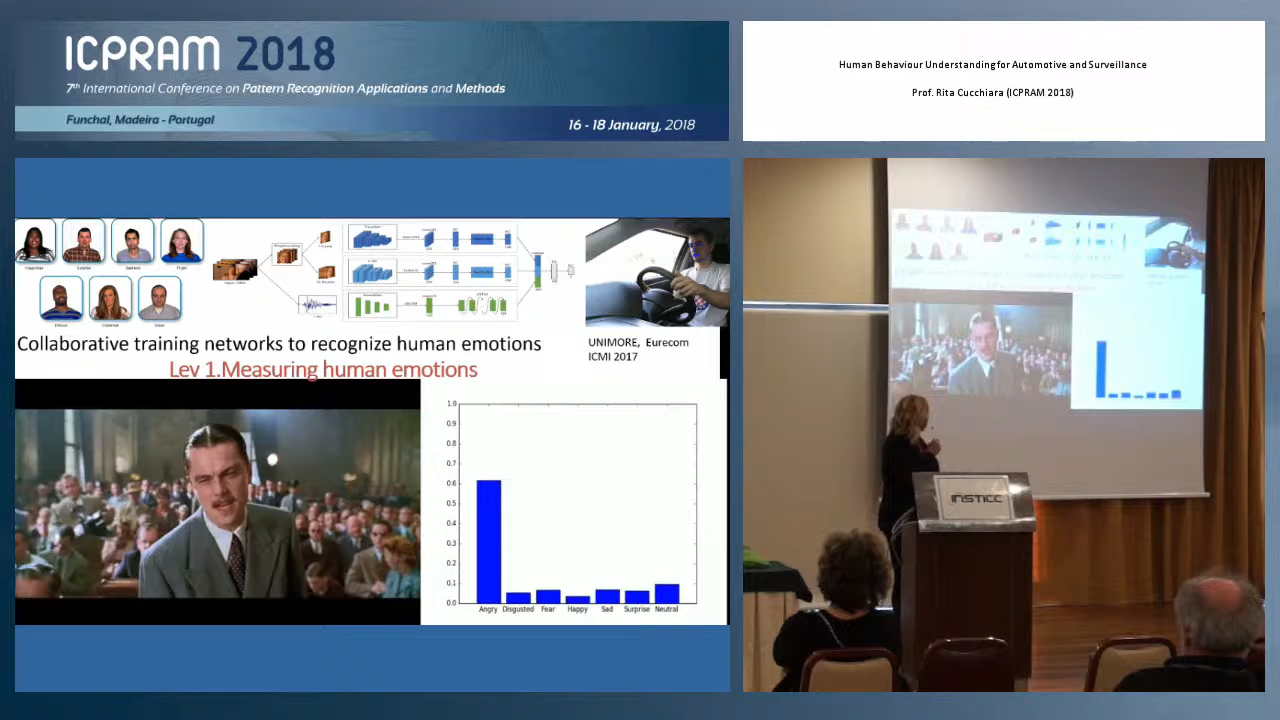 ICPRAM 2018
7th International Conference on Pattern Recognition Applications and Methods
Funchal, Madeira - Portugal
16 - 18 January, 2018
Human Behaviour Understanding for Automotive and Surveillance
Prof. Rita Cucchiara (ICPRAM 2018)
Collaborative training networks to recognize human emotions
UNIMORE, Eurecom
ICMI 2017
Lev 1.Measuring human emotions
1.0
0.9
0.8
0.7
0.6
0.5
0.4
0.3
0.2
0.1
0.0
Angry Disgusted Fear Happy Sad Surprise Neutral
INSTICC